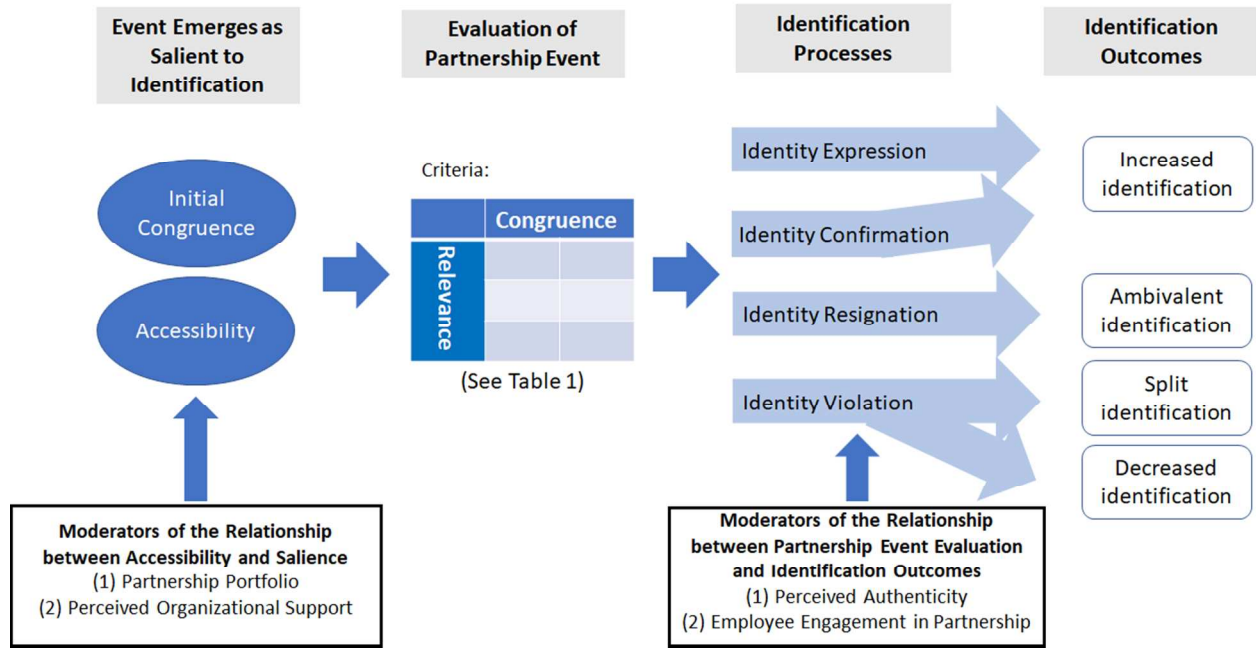 Event Emerges as
Salient to
Identification
Evaluation of
Partnership Event
Identification
Processes
Identification
Outcomes
Initial
Congruence
Accessibility
Criteria:
Congruence
Relevance
(See Table 1)
Identity Expression
Identity Confirmation
Identity Resignation
Identity Violation
Increased
identification
Ambivalent
identification
Split
identification
Decreased
identification
Moderators of the Relationship
between Accessibility and Salience
(1) Partnership Portfolio
(2) Perceived Organizational Support
Moderators of the Relationship
between Partnership Event Evaluation
and Identification Outcomes
(1) Perceived Authenticity
(2) Employee Engagement in Partnership